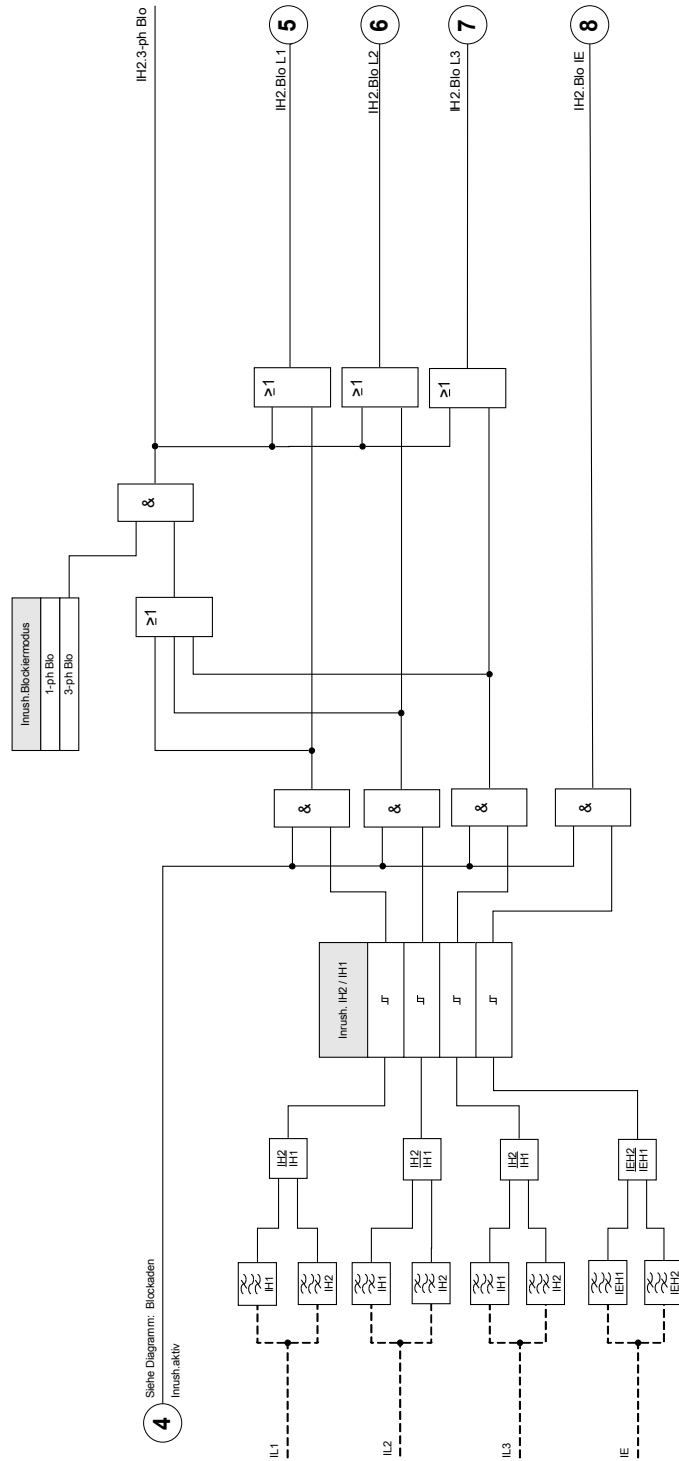 4
Siehe Diagramm: Blockaden
Inrush.aktiv
IL1
IL2
IL3
IE
IH1
IH2
IH1
IH2
IH1
IH2
IEH1
IEH2
IH2
IH1
IH2
IH1
IH2
IH1
IEH2
IEH1
Inrush. IH2 / IH1
&
&
&
&
Inrush.Blockiermodus
1-ph Blo
3-ph Blo
≥1
&
≥1
≥1
≥1
IH2.3-ph Blo
IH2.Blo L1
5
IH2.Blo L2
6
IH2.Blo L3
7
IH2.Blo IE
8